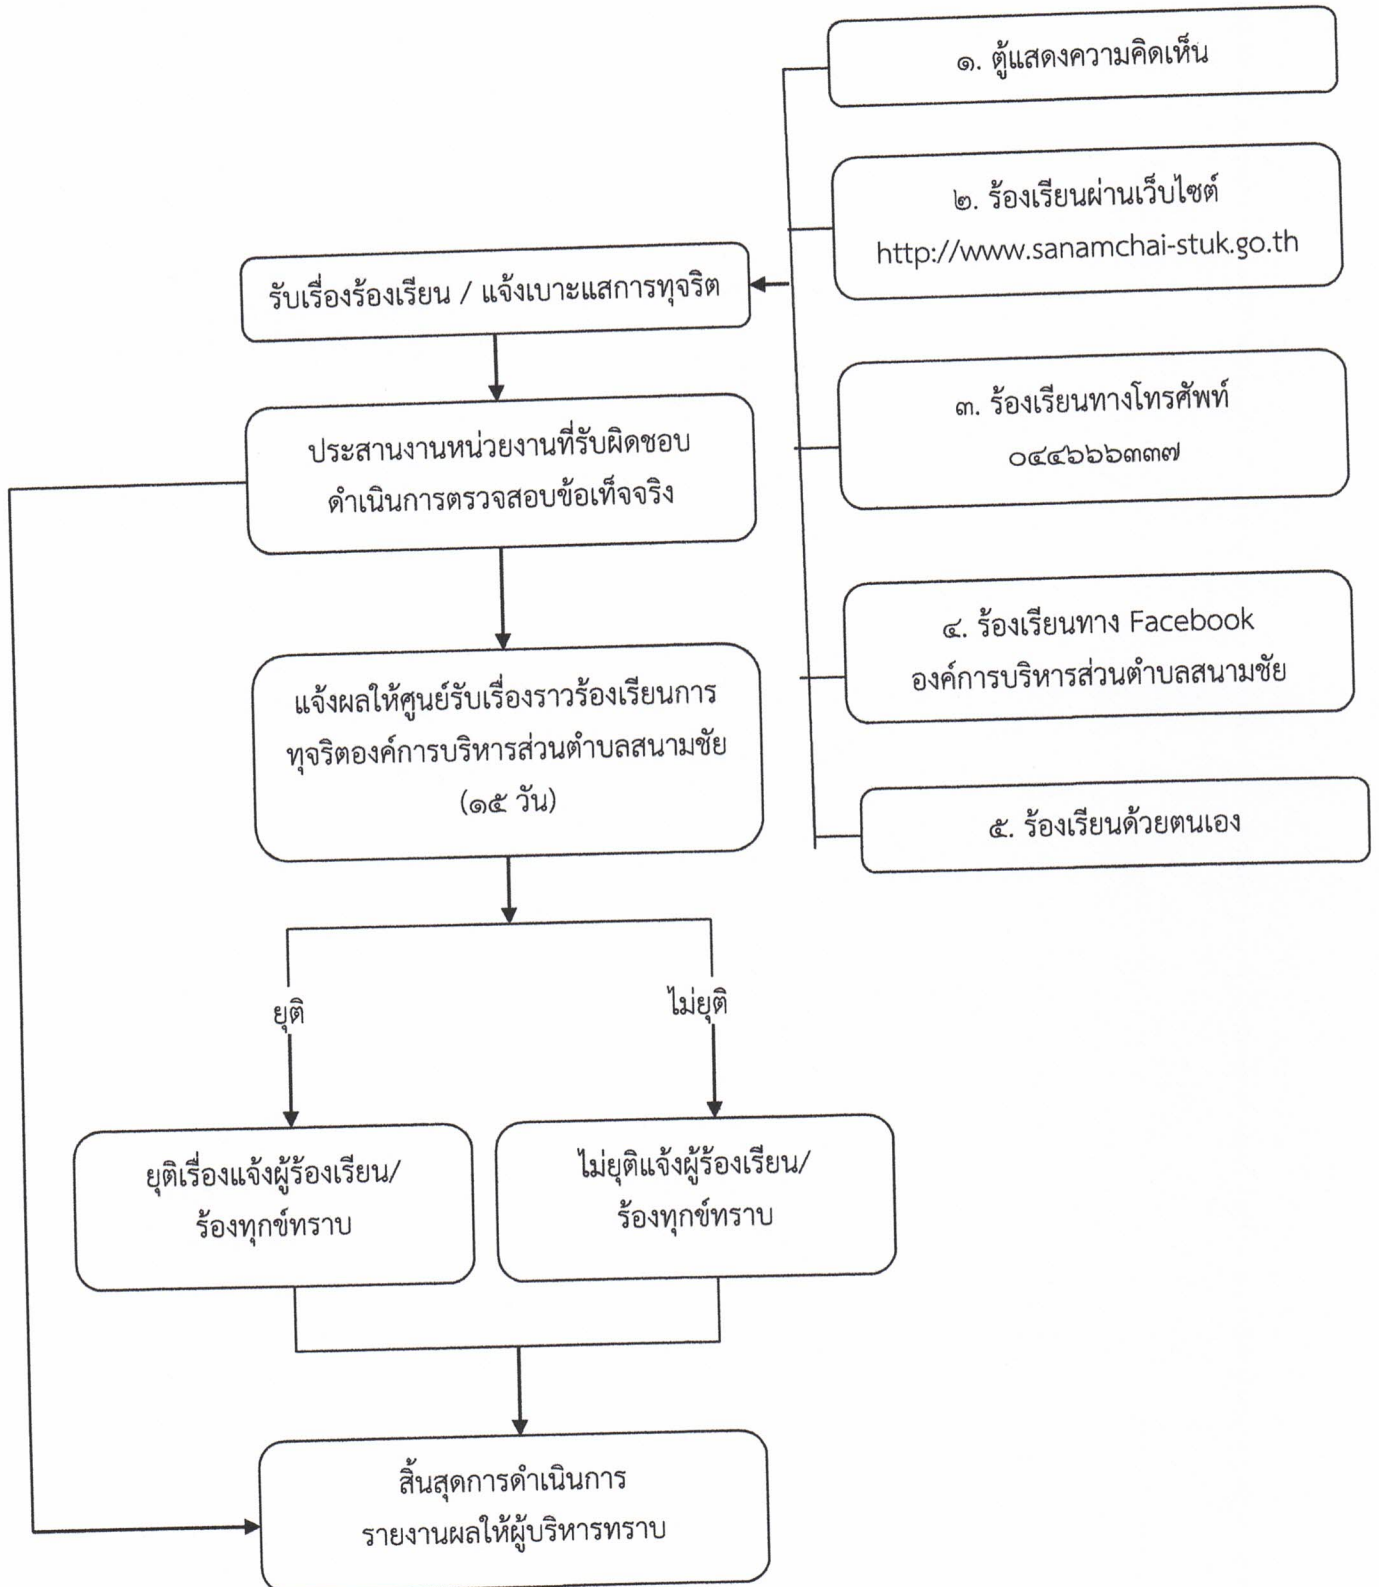 ๑. ตู้แสดงความคิดเห็น
๒. ร้องเรียนผ่านเว็บไซต์
http://www.sanamchai-stuk.go.th
รับเรื่องร้องเรียน / แจ้งเบาะแสการทุจริต
๓. ร้องเรียนทางโทรศัพท์
๐๔๔๖๖๖๓๓๗
ประสานงานหน่วยงานที่รับผิดชอบ
ดำเนินการตรวจสอบข้อเท็จจริง
๔. ร้องเรียนทาง Facebook
องค์การบริหารส่วนตำบลสนามชัย
แจ้งผลให้ศูนย์รับเรื่องราวร้องเรียนการ
ทุจริตองค์การบริหารส่วนตำบลสนามชัย
(๑๕ วัน)
๕. ร้องเรียนด้วยตนเอง
ยุติ
ไม่ยุติ
ยุติเรื่องแจ้งผู้ร้องเรียน/
ร้องทุกข์ทราบ
ไม่ยุติแจ้งผู้ร้องเรียน/
ร้องทุกข์ทราบ
สิ้นสุดการดำเนินการ
รายงานผลให้ผู้บริหารทราบ